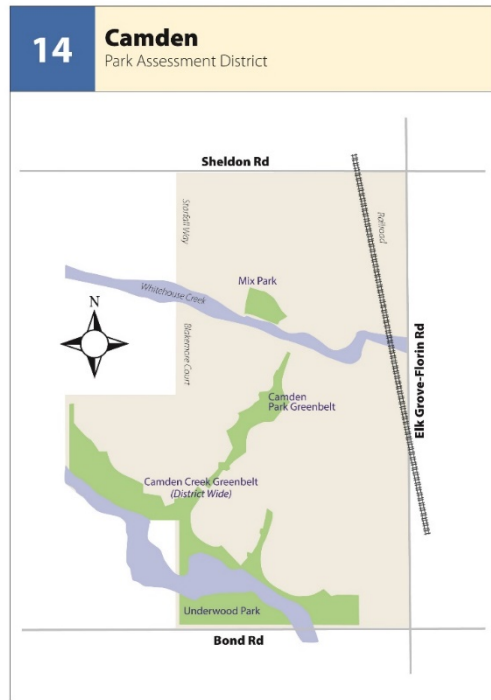 14
Camden
Park Assessment District
Sheldon Rd
Starfall Way
Railroad
Mix Park
Whitehouse Creek
N
Blakemore Court
Elk Grove-Florin Rd
Camden
Park Greenbelt
Camden Creek Greenbelt
(District Wide)
Underwood Park
Bond Rd